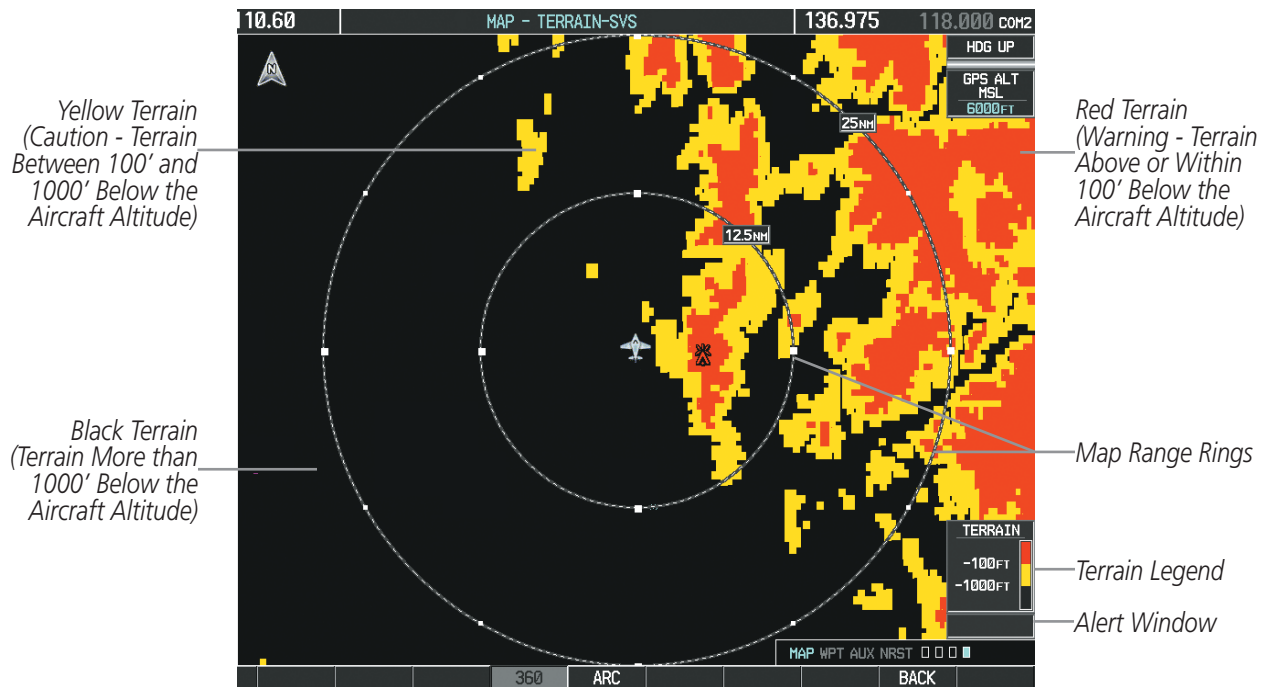 110.60
MAP - TERRAIN-SVS
136.975
118.000 COM2
HDG UP
GPS ALT
MSL
6000FT
N
25NM
12.5NM
Yellow Terrain
(Caution - Terrain
Between 100' and
1000' Below the
Aircraft Altitude)
Red Terrain
(Warning - Terrain
Above or Within
100' Below the
Aircraft Altitude)
Black Terrain
(Terrain More than
1000' Below the
Aircraft Altitude)
Map Range Rings
TERRAIN
-100FT
-1000FT
Terrain Legend
Alert Window
MAP WPT AUX NRST
360
ARC
BACK